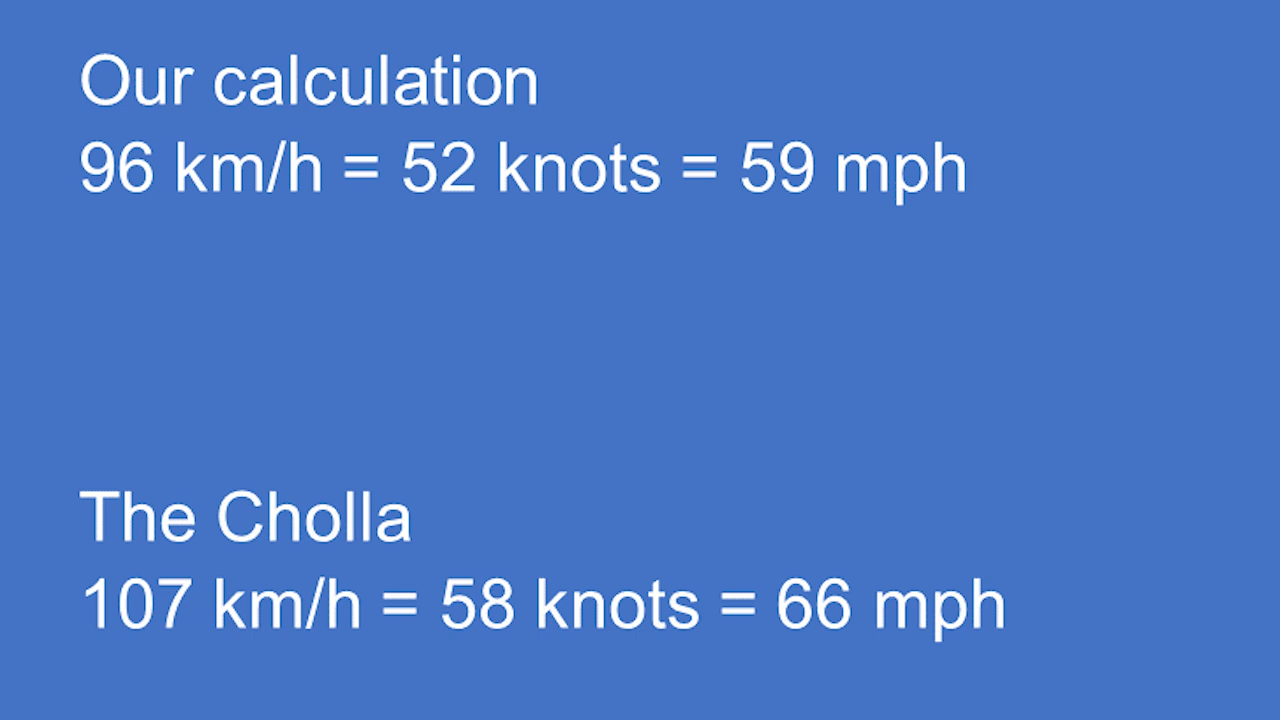 Our calculation
96 km/h = 52 knots = 59 mph
The Cholla
107 km/h = 58 knots = 66 mph